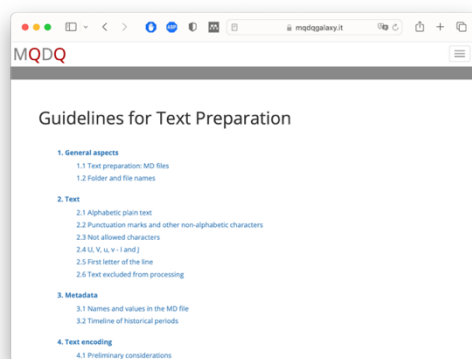 mqdqgalaxy.it
MQDQ
Guidelines for Text Preparation
1. General aspects
1.1 Text preparation: MD files
1.2 Folder and file names
2. Text
2.1 Alphabetic plain text
2.2 Punctuation marks and other non-alphabetic characters
2.3 Not allowed characters
2.4 U, V, u, v - I and J
2.5 First letter of the line
2.6 Text excluded from processing
3. Metadata
3.1 Names and values in the MD file
3.2 Timeline of historical periods
4. Text encoding
4.1 Preliminary considerations